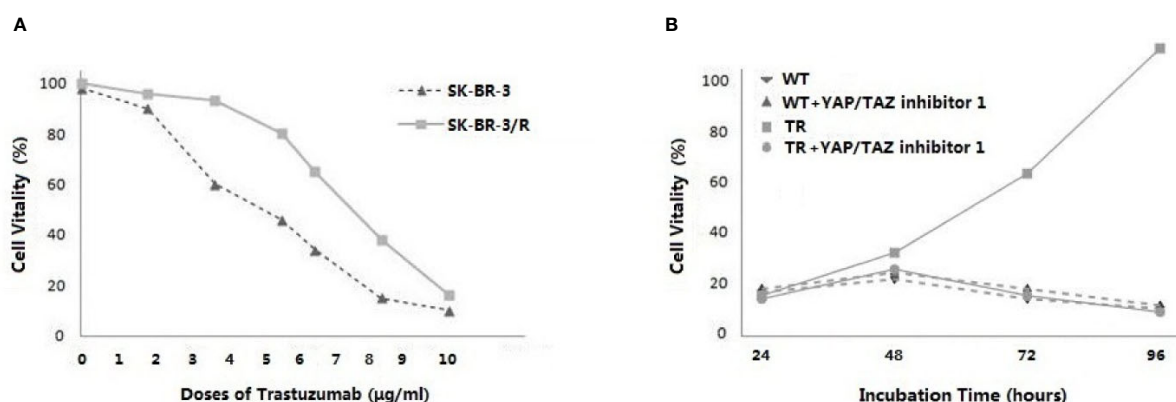 A
100
80
60
40
20
0
Cell Vitality (%)
SK-BR-3
SK-BR-3/R
0 1 2 3 4 5 6 7 8 9 10
Doses of Trastuzumab (µg/ml)
B
100
80
60
40
20
0
Cell Vitality (%)
WT
WT+YAP/TAZ inhibitor 1
TR
TR+YAP/TAZ inhibitor 1
24 48 72 96
Incubation Time (hours)